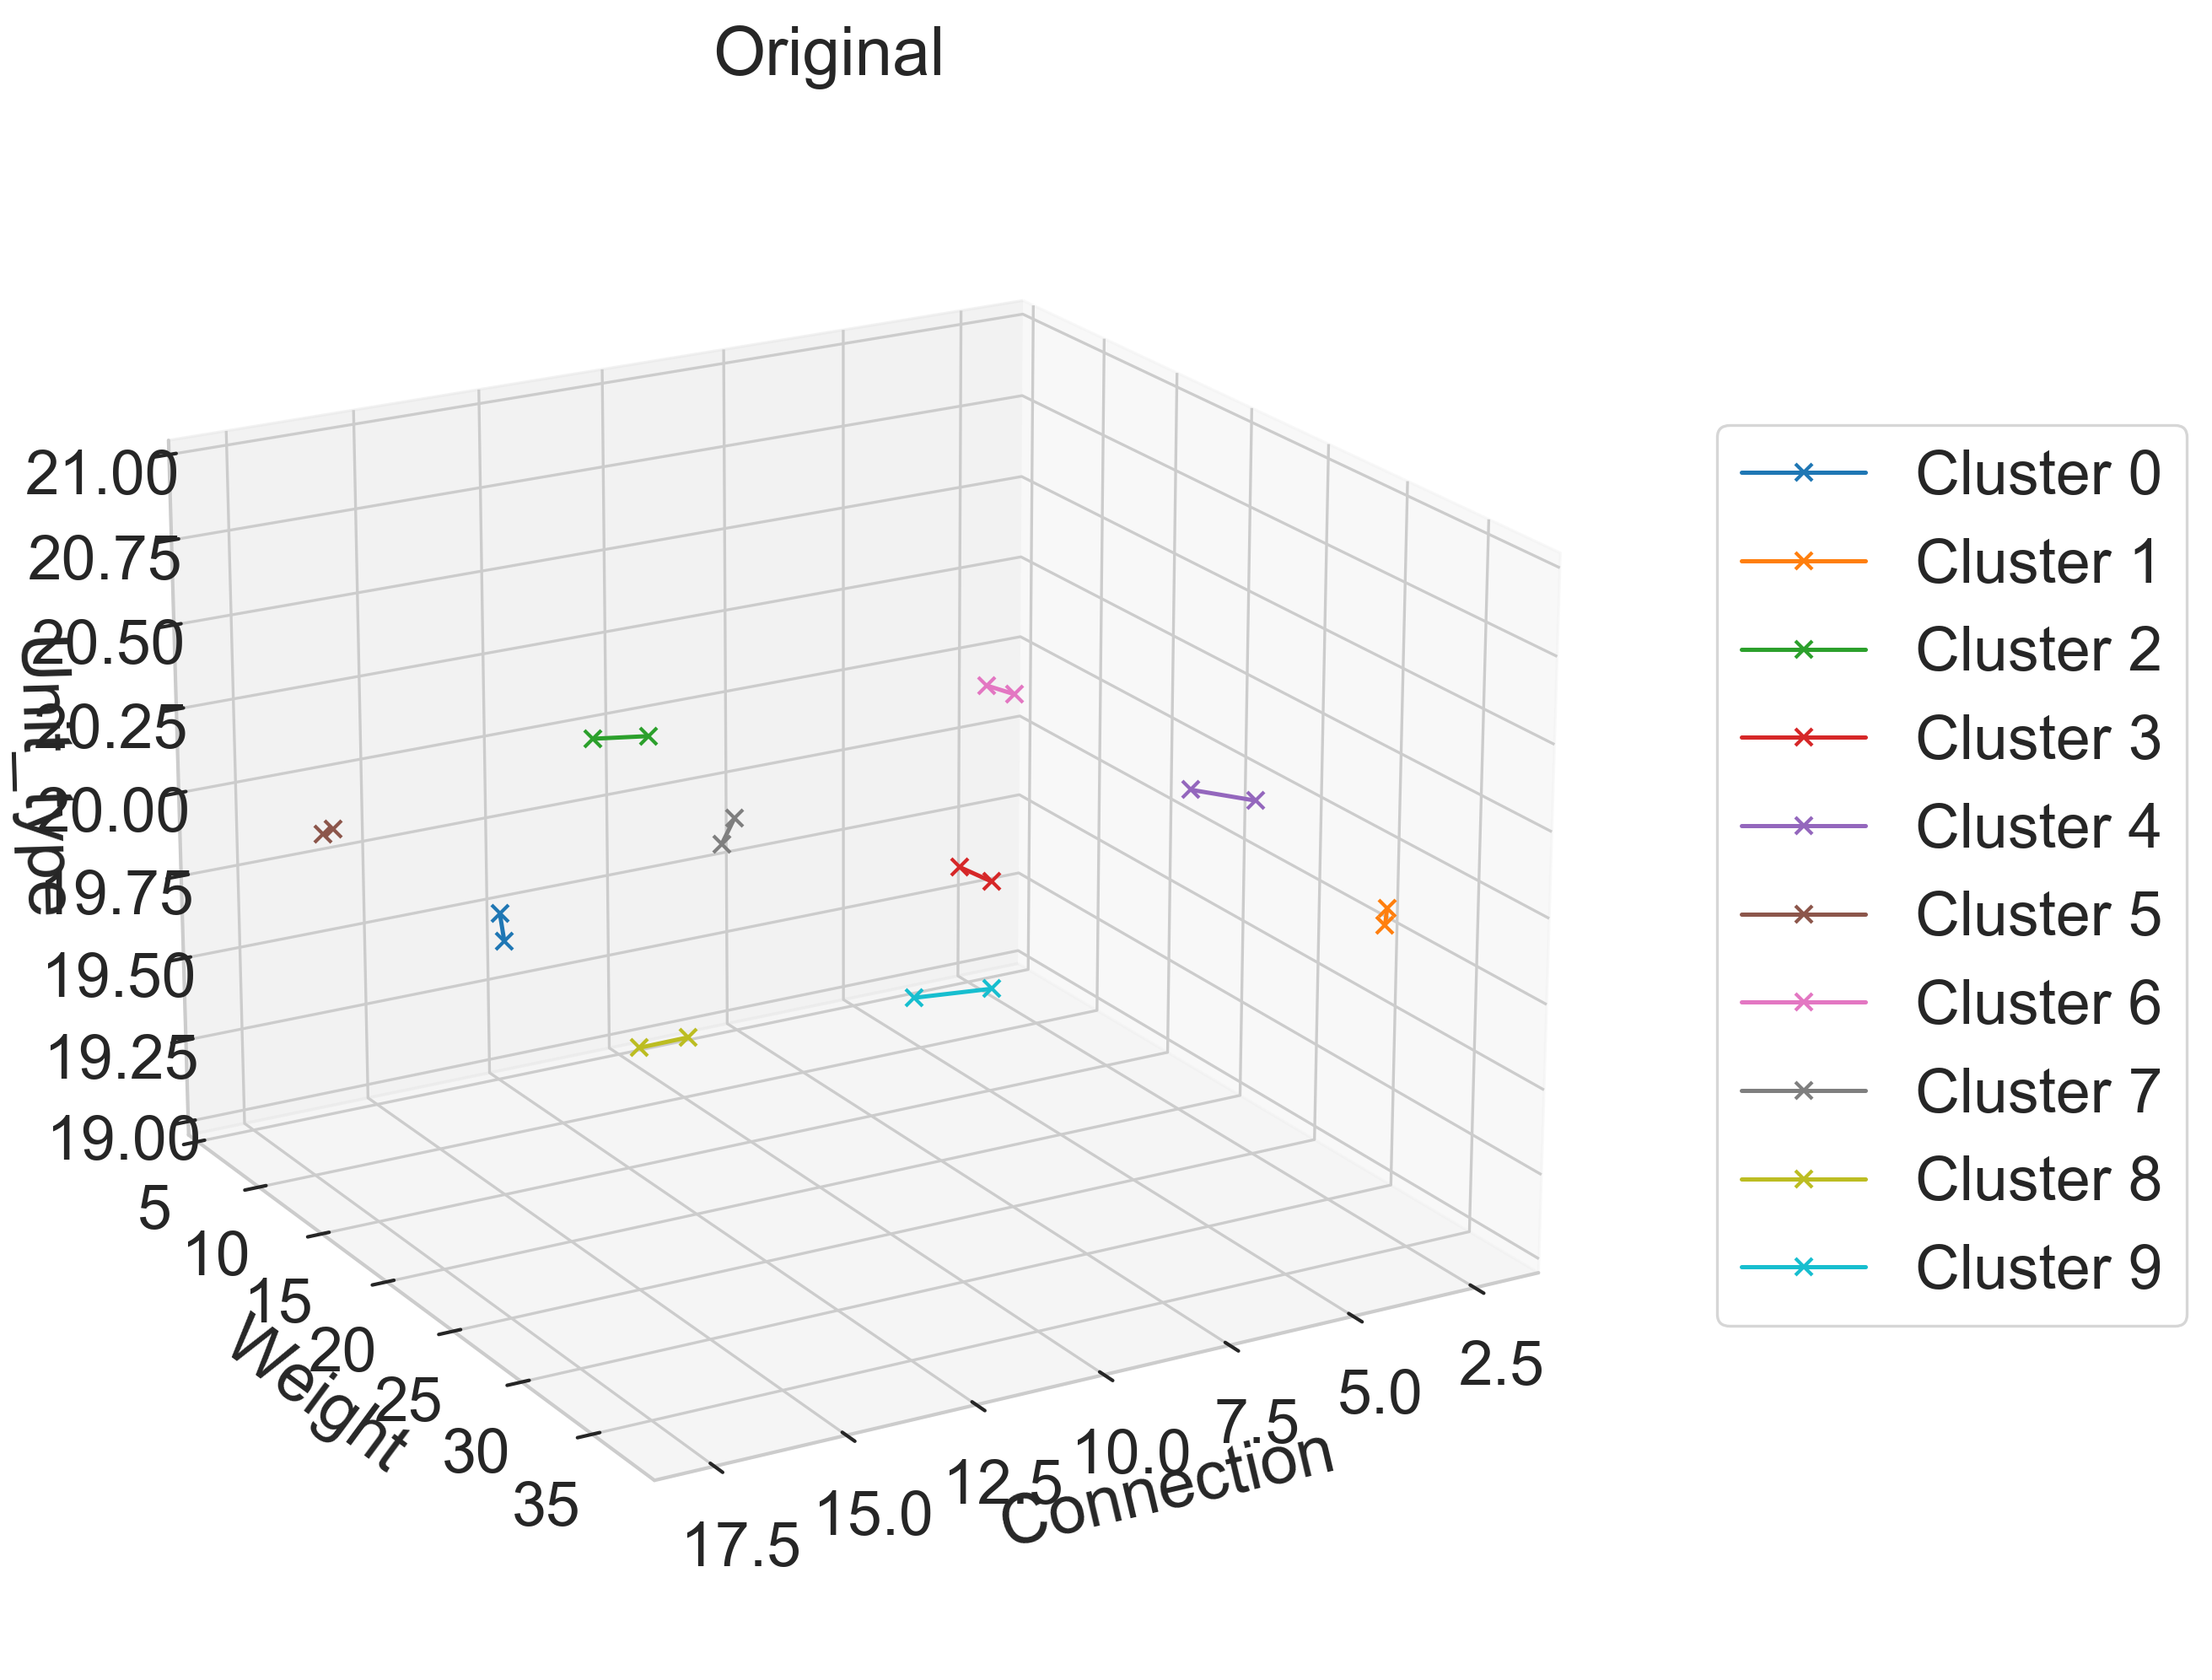 Original
21.00
20.75
20.50
20.25
20.00
19.75
19.50
19.25
19.00
Unit_type
5
10
15
20
25
30
35
Weight
17.5
15.0
12.5
10.0
7.5
5.0
2.5
Connection
Cluster 0
Cluster 1
Cluster 2
Cluster 3
Cluster 4
Cluster 5
Cluster 6
Cluster 7
Cluster 8
Cluster 9